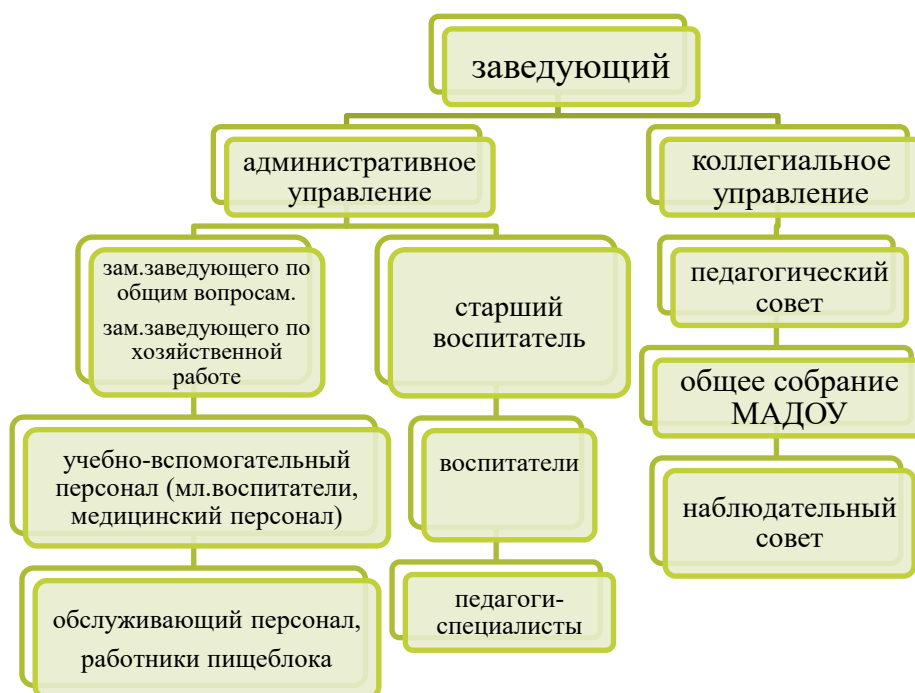 заведующий
административное
управление
коллегиальное
управление
зам.заведующего по
общим вопросам.
зам.заведующего по
хозяйственной
работе
старший
воспитатель
педагогический
совет
общее собрание
МАДОУ
учебно-вспомогательный
персонал (мл.воспитатели,
медицинский персонал)
воспитатели
наблюдательный
совет
обслуживающий персонал,
работники пищеблока
педагоги-
специалисты